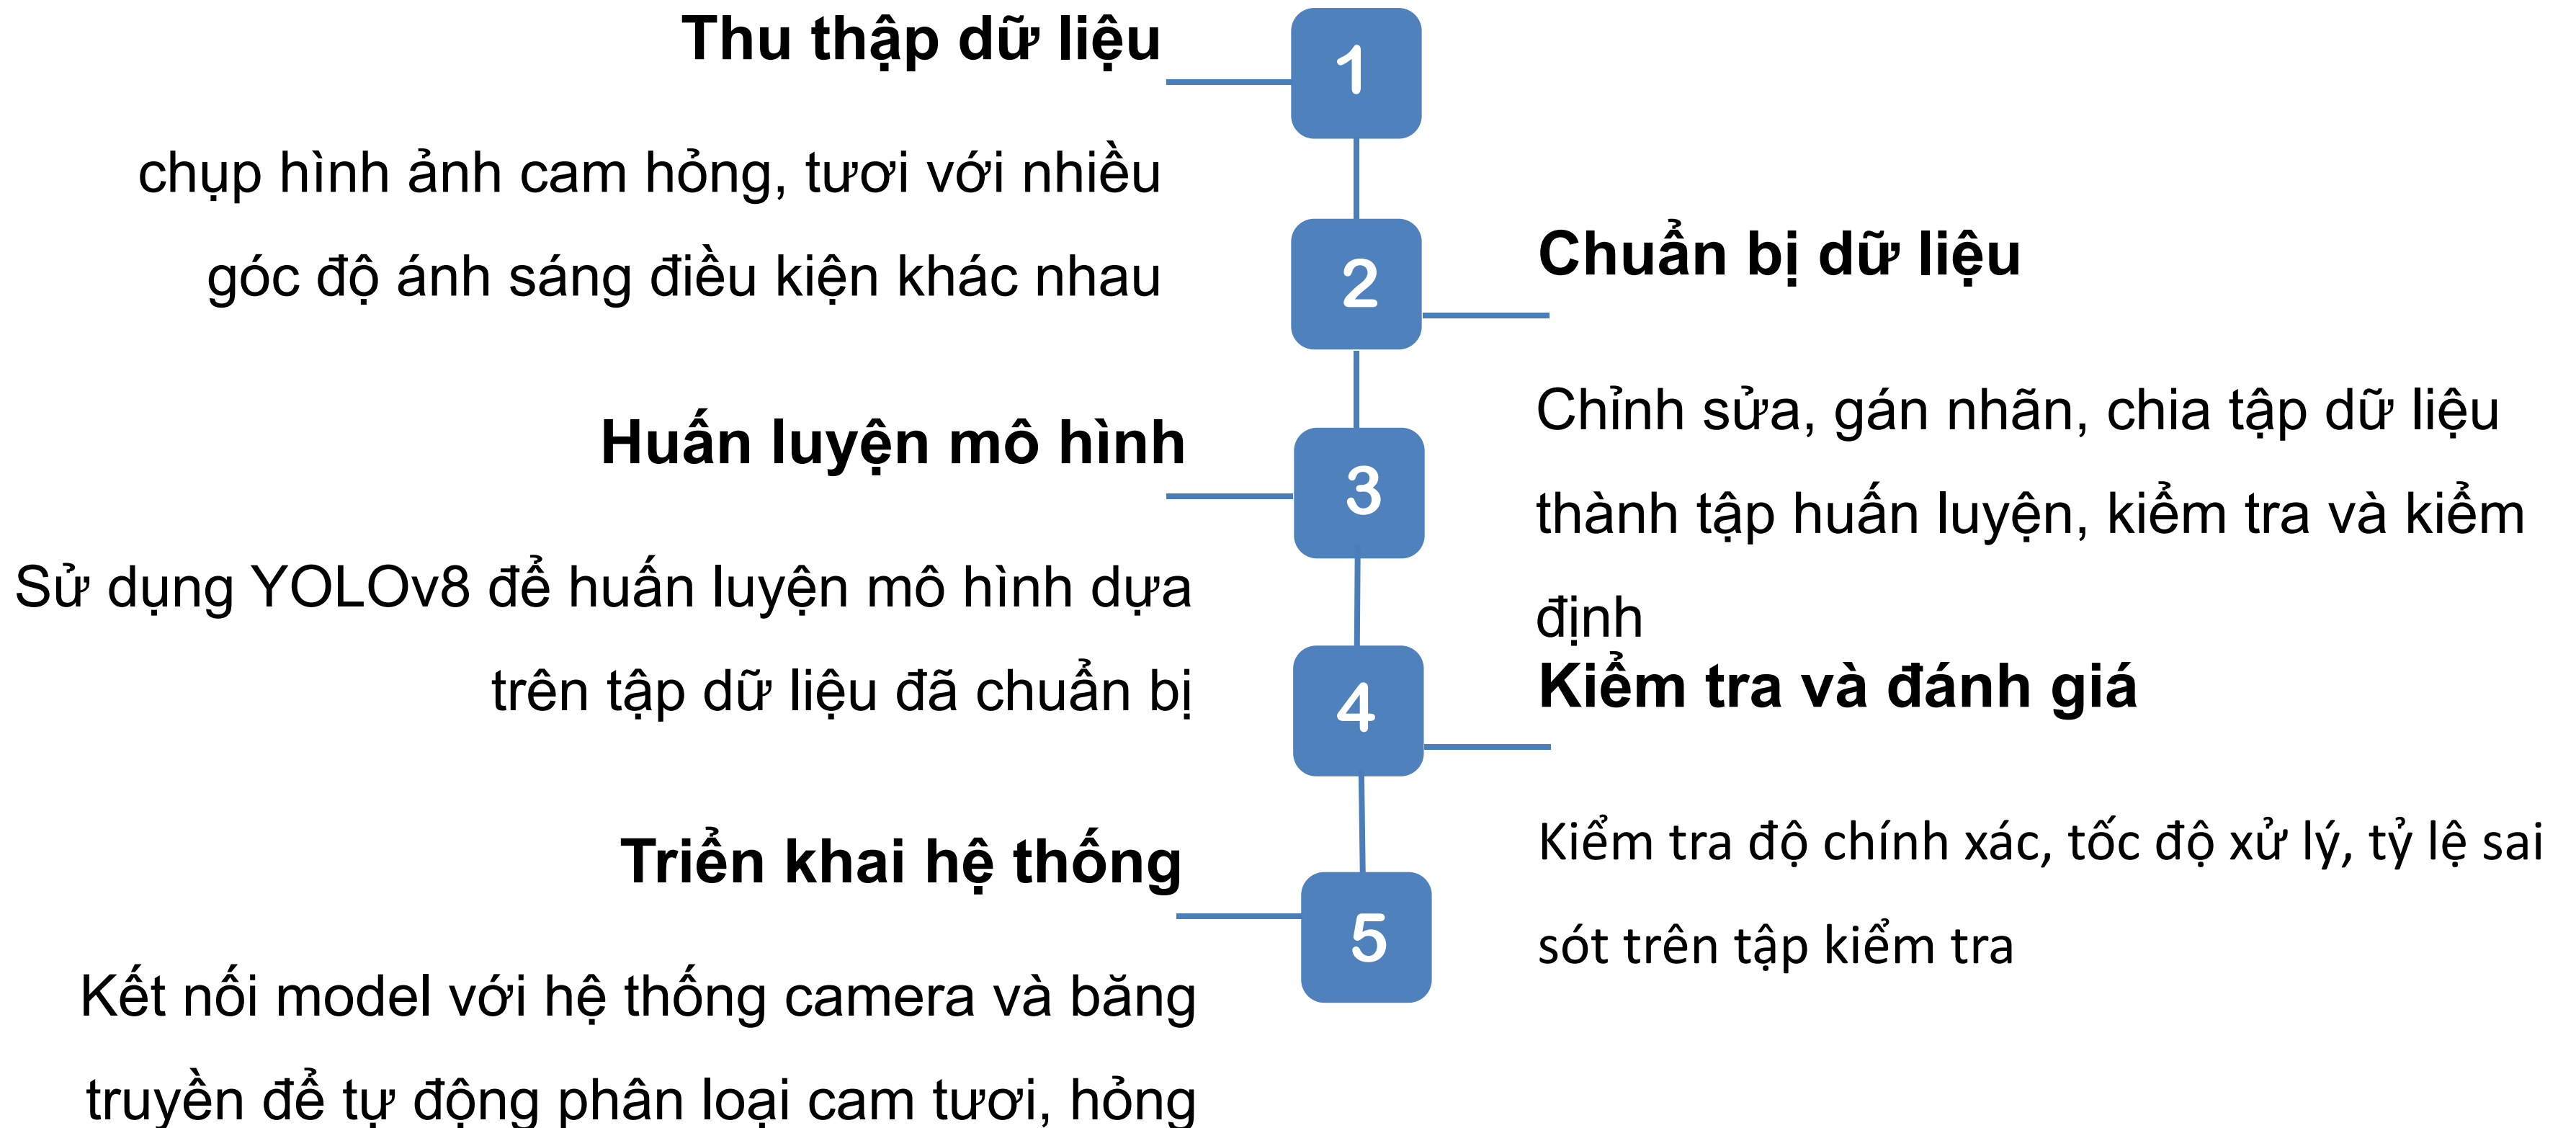 Thu thập dữ liệu
1
chụp hình ảnh cam hỏng, tươi với nhiều
góc độ ánh sáng điều kiện khác nhau
2
Chuẩn bị dữ liệu
Chỉnh sửa, gán nhãn, chia tập dữ liệu
thành tập huấn luyện, kiểm tra và kiểm
định
Huấn luyện mô hình
3
Sử dụng YOLOv8 để huấn luyện mô hình dựa
trên tập dữ liệu đã chuẩn bị
4
Kiểm tra và đánh giá
Kiểm tra độ chính xác, tốc độ xử lý, tỷ lệ sai
sót trên tập kiểm tra
Triển khai hệ thống
5
Kết nối model với hệ thống camera và băng
truyền để tự động phân loại cam tươi, hỏng